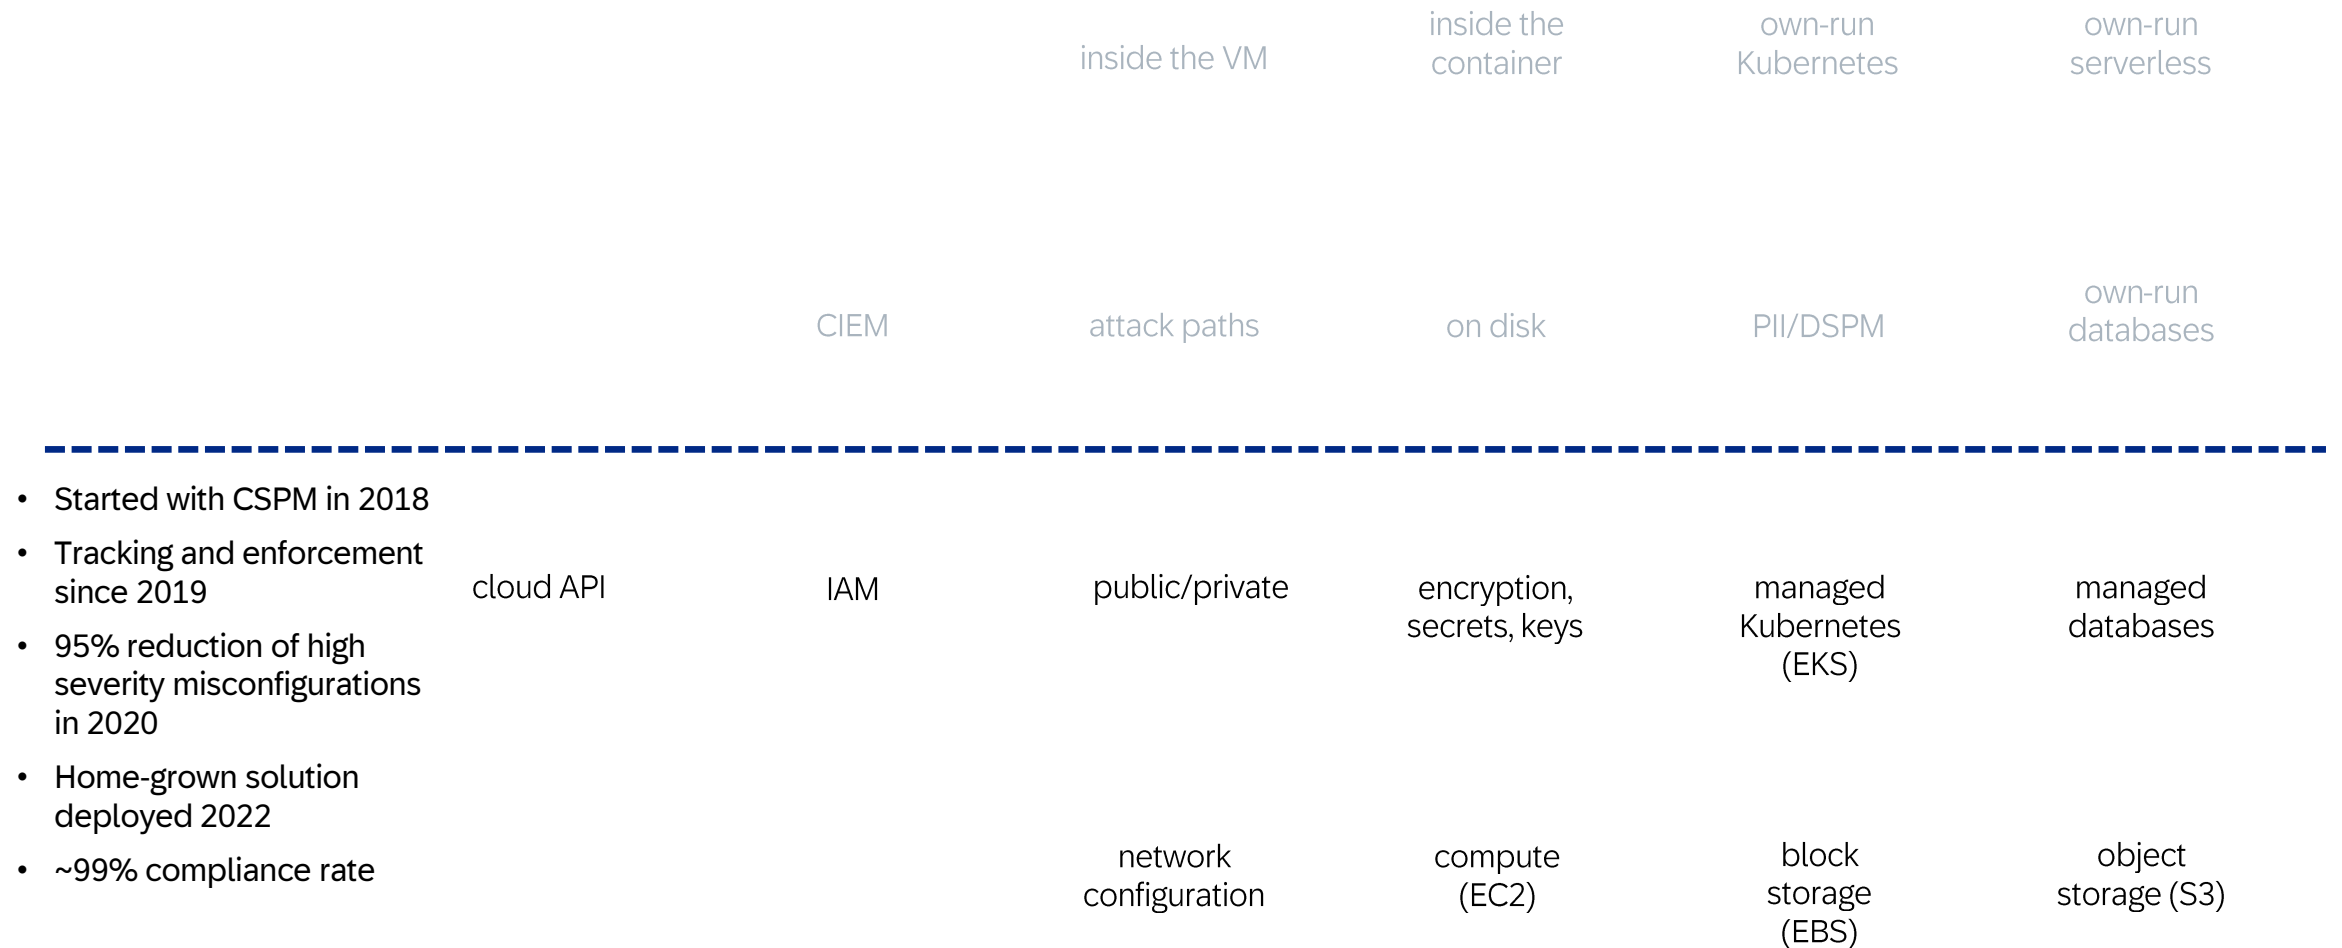 inside the VM
inside the
container
own-run
Kubernetes
own-run
serverless
CIEM
attack paths
on disk
PII/DSPM
own-run
databases
• Started with CSPM in 2018
• Tracking and enforcement
since 2019
• 95% reduction of high
severity misconfigurations
in 2020
• Home-grown solution
deployed 2022
• ~99% compliance rate
cloud API
IAM
public/private
encryption,
secrets, keys
managed
Kubernetes
(EKS)
managed
databases
network
configuration
compute
(EC2)
block
storage
(EBS)
object
storage (S3)